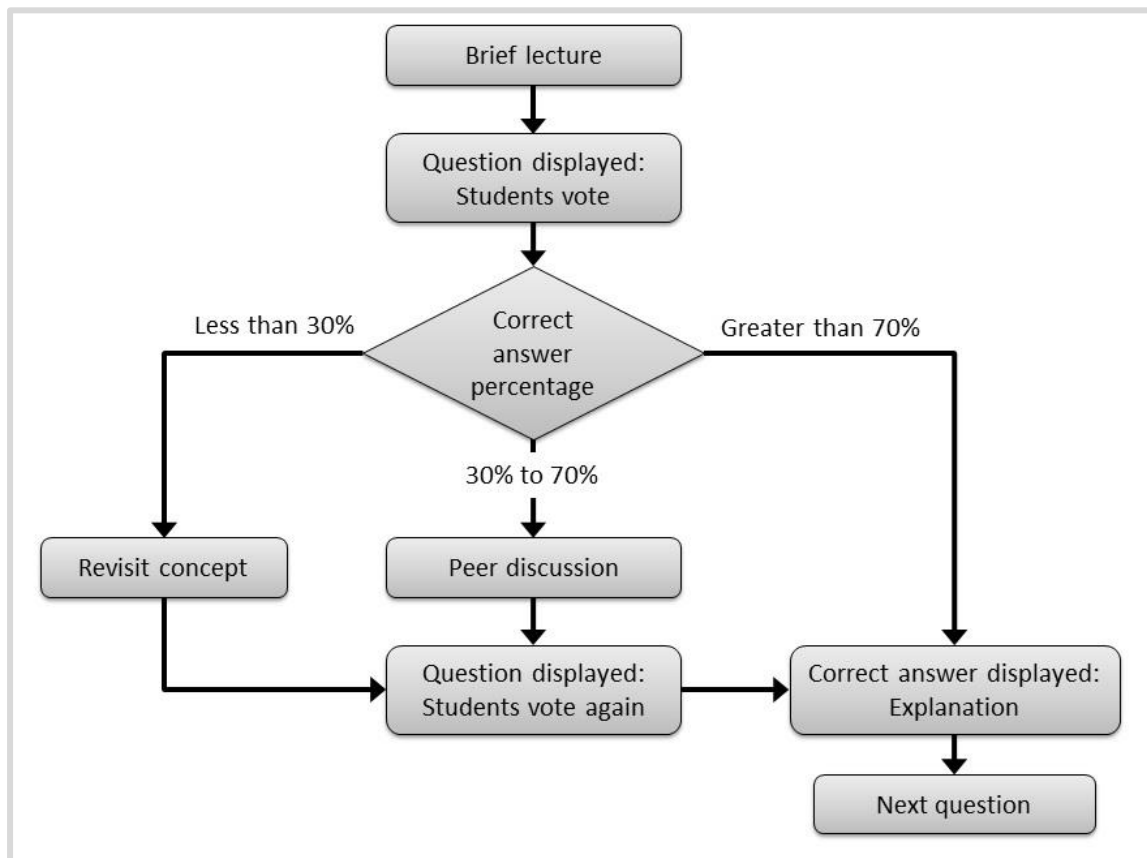 Brief lecture
Question displayed:
Students vote
Less than 30%
Correct
answer
percentage
Greater than 70%
30% to 70%
Revisit concept
Peer discussion
Question displayed:
Students vote again
Correct answer displayed:
Explanation
Next question